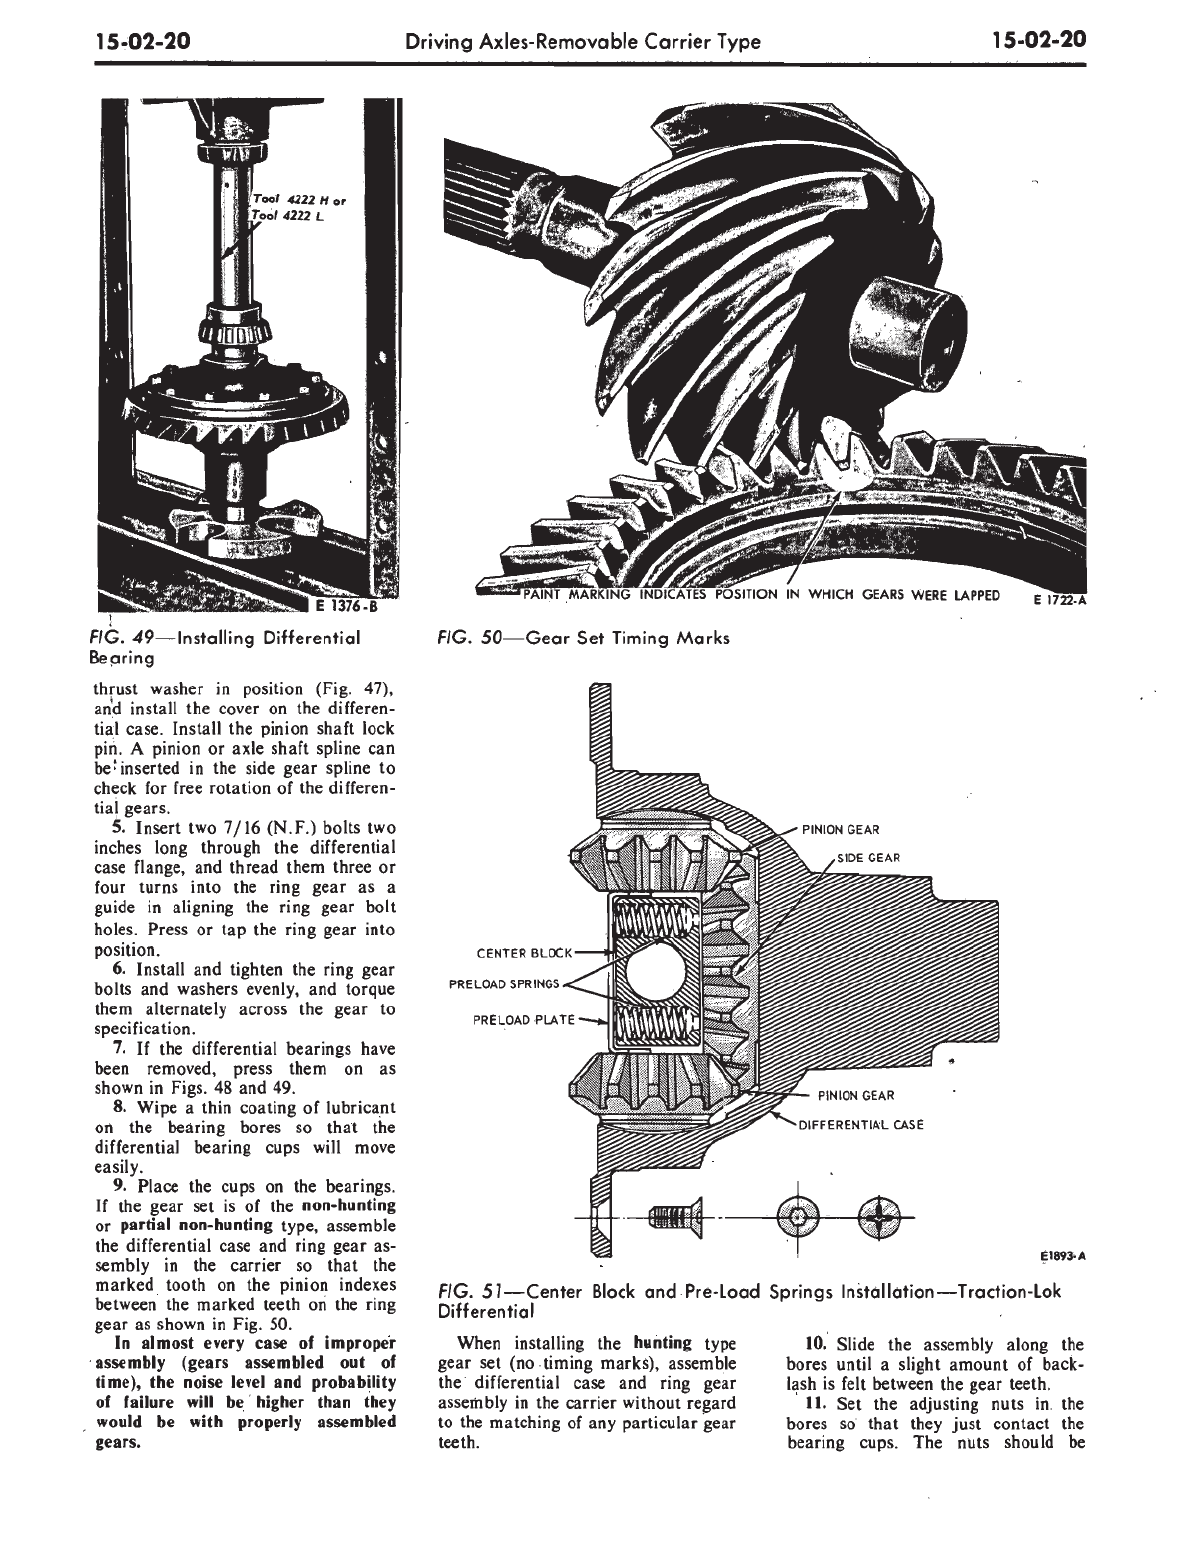 15-02-20
Driving Axles-Removable Carrier Type
15-02-20
Tool 4222 H or
Tool 4222 L
E 1376-B
FIG. 49—Installing Differential
Bearing
PAINT MARKING INDICATES POSITION IN WHICH GEARS WERE LAPPED
E 1722-A
FIG. 50—Gear Set Timing Marks
thrust washer in position (Fig. 47),
and install the cover on the differen-
tial case. Install the pinion shaft lock
pin. A pinion or axle shaft spline can
be inserted in the side gear spline to
check for free rotation of the differen-
tial gears.
5. Insert two 7/16 (N.F.) bolts two
inches long through the differential
case flange, and thread them three or
four turns into the ring gear as a
guide in aligning the ring gear bolt
holes. Press or tap the ring gear into
position.
6. Install and tighten the ring gear
bolts and washers evenly, and torque
them alternately across the gear to
specification.
7. If the differential bearings have
been removed, press them on as
shown in Figs. 48 and 49.
8. Wipe a thin coating of lubricant
on the bearing bores so that the
differential bearing cups will move
easily.
9. Place the cups on the bearings.
If the gear set is of the non-hunting
or partial non-hunting type, assemble
the differential case and ring gear as-
sembly in the carrier so that the
marked tooth on the pinion indexes
between the marked teeth on the ring
gear as shown in Fig. 50.
In almost every case of improper
assembly (gears assembled out of
time), the noise level and probability
of failure will be higher than they
would be with properly assembled
gears.
PINION GEAR
SIDE GEAR
CENTER BLOCK
PRELOAD SPRINGS
PRELOAD PLATE
PINION GEAR
DIFFERENTIAL CASE
E1893-A
FIG. 51—Center Block and Pre-Load Springs Installation—Traction-Lok
Differential
When installing the hunting type
gear set (no timing marks), assemble
the differential case and ring gear
assembly in the carrier without regard
to the matching of any particular gear
teeth.
10. Slide the assembly along the
bores until a slight amount of back-
lash is felt between the gear teeth.
11. Set the adjusting nuts in the
bores so that they just contact the
bearing cups. The nuts should be